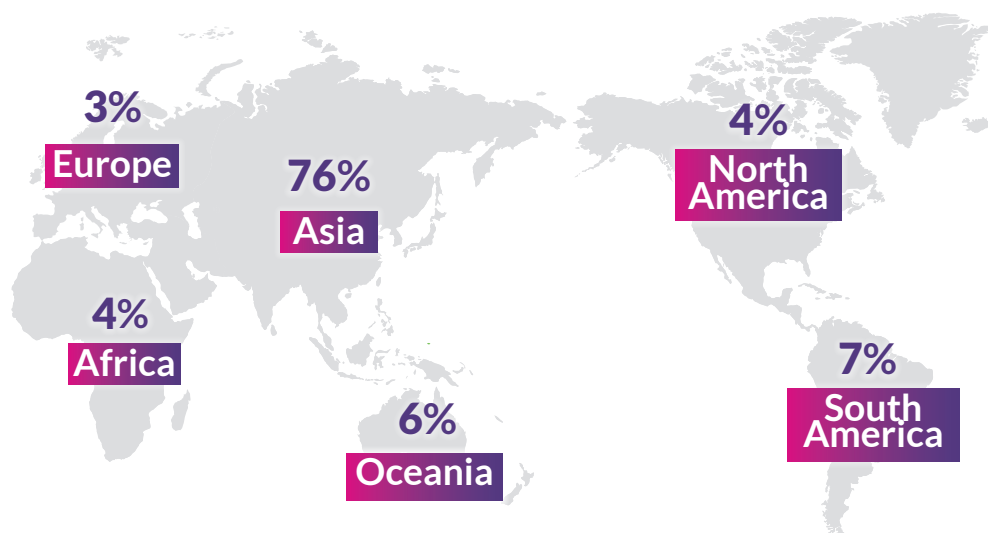 3%
Europe
76%
Asia
4%
North
America
4%
Africa
7%
South
America
6%
Oceania